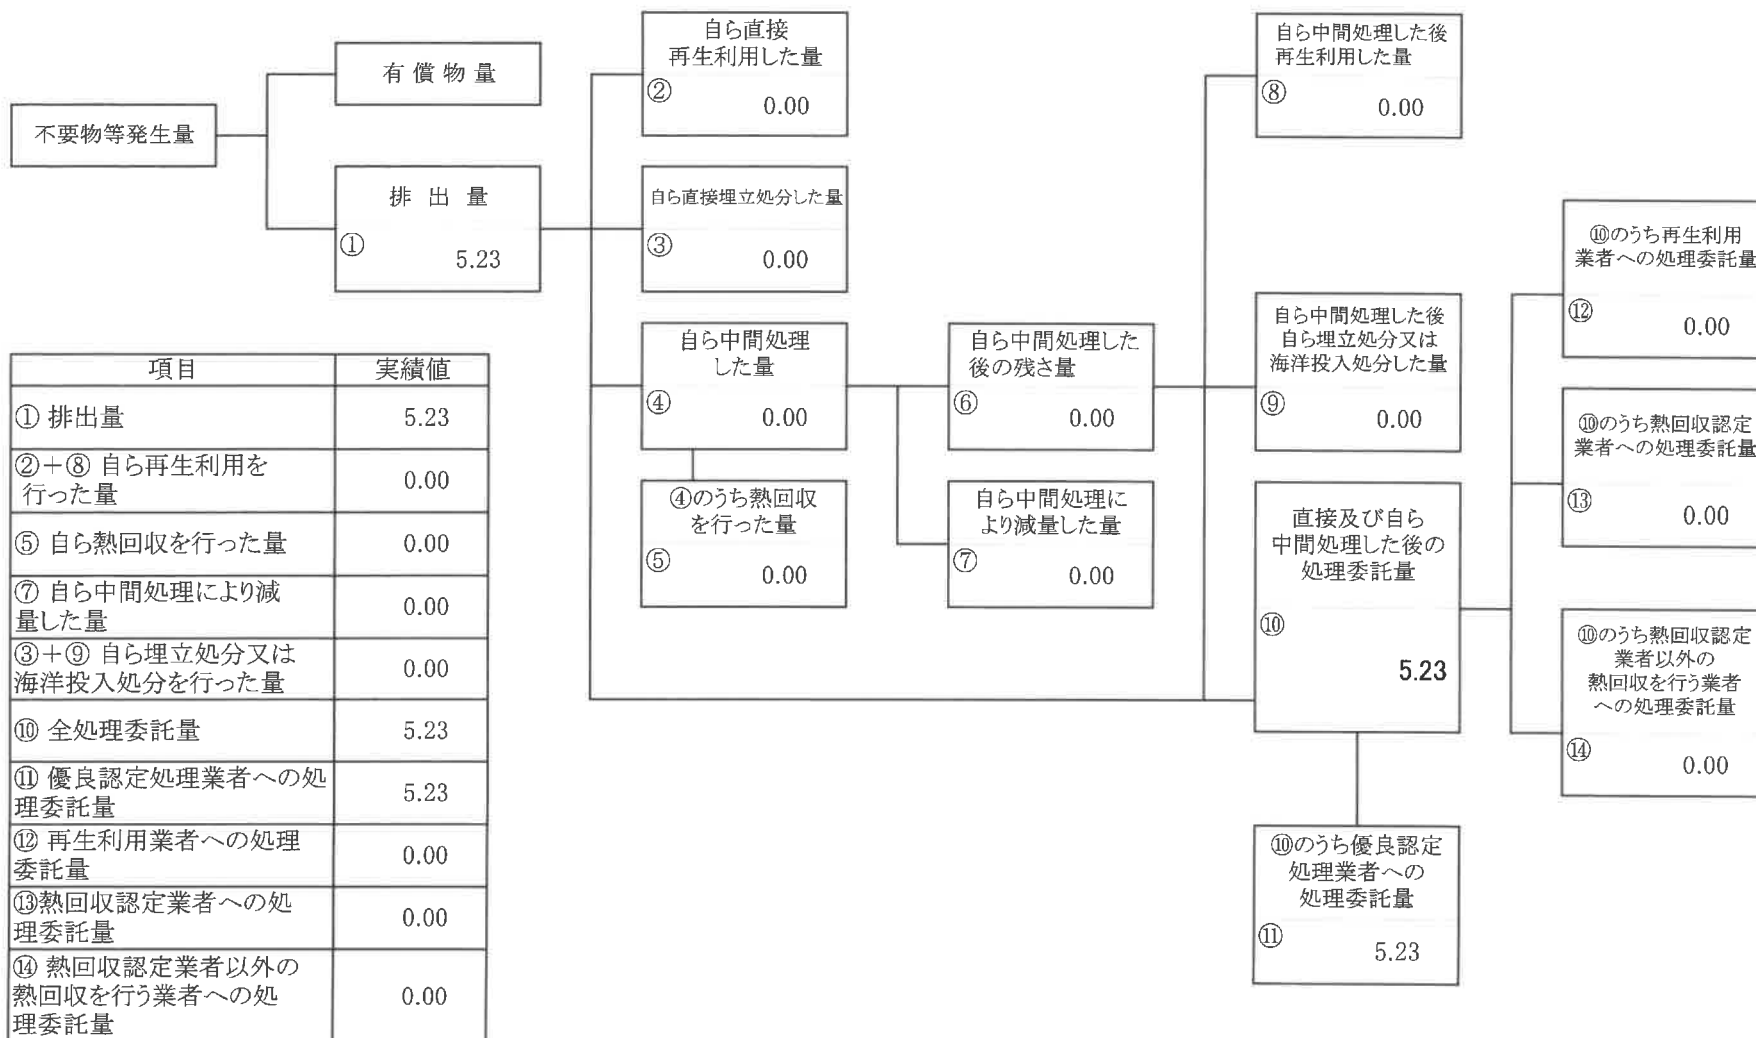 不要物等発生量
有償物量
排出量
①
5.23
自ら直接
再生利用した量
②
0.00
自ら直接埋立処分した量
③
0.00
自ら中間処理
した量
④
0.00
④のうち熱回収
を行った量
⑤
0.00
自ら中間処理した
後の残さ量
⑥
0.00
自ら中間処理に
より減量した量
⑦
0.00
自ら中間処理した後
再生利用した量
⑧
0.00
自ら中間処理した後
自ら埋立処分又は
海洋投入処分した量
⑨
0.00
直接及び自ら
中間処理した後の
処理委託量
⑩
5.23
⑩のうち優良認定
処理業者への
処理委託量
⑪
5.23
⑩のうち再生利用
業者への処理委託量
⑫
0.00
⑩のうち熱回収認定
業者への処理委託量
⑬
0.00
⑩のうち熱回収認定
業者以外の
熱回収を行う業者
への処理委託量
⑭
0.00
項目 実績値
① 排出量 5.23
②+⑧ 自ら再生利用を
行った量 0.00
⑤ 自ら熱回収を行った量 0.00
⑦ 自ら中間処理により減
量した量 0.00
③+⑨ 自ら埋立処分又は
海洋投入処分を行った量 0.00
⑩ 全処理委託量 5.23
⑪ 優良認定処理業者への処
理委託量 5.23
⑫ 再生利用業者への処理
委託量 0.00
⑬熱回収認定業者への処
理委託量 0.00
⑭ 熱回収認定業者以外の
熱回収を行う業者への処
理委託量 0.00